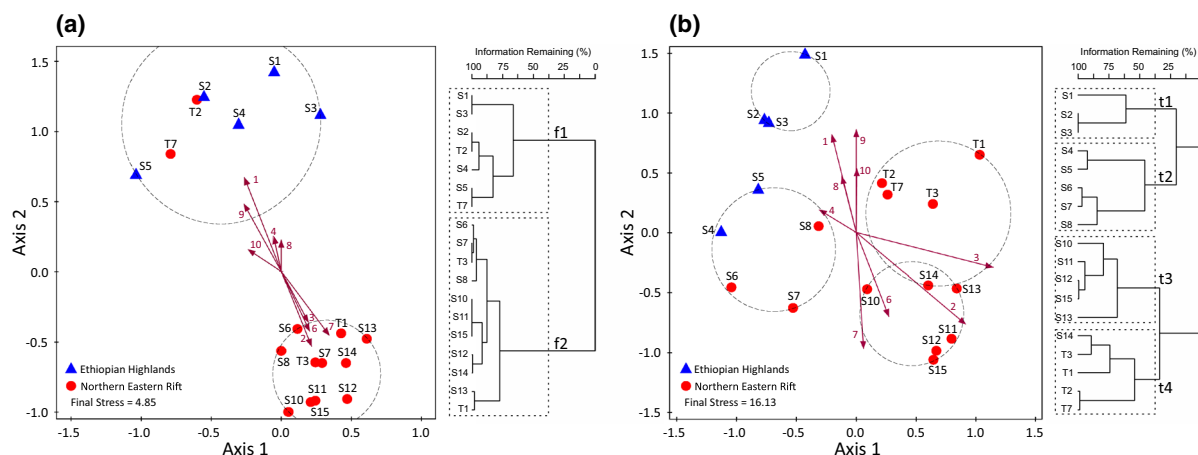 (a)
Information Remaining (%)
100 75 50 25 0
1.5
1.0
0.5
0.0
-0.5
-1.0
Axis 2
S1
S2
T2
S4
S3
T7
S5
1
9
4
8
10
3
6
7
2
S6
T1
S13
S8
T3
S7
S14
S11
S12
S10
S15
Ethiopian Highlands
Northern Eastern Rift
Final Stress = 4.85
-1.5 -1.0 -0.5 0.0 0.5 1.0
Axis 1
S1
S3
S2
T2
S4
S5
T7
S6
S7
T3
S8
S10
S11
S15
S12
S14
S13
T1
f1
f2
(b)
Information Remaining (%)
100 75 50 25 0
1.5
1.0
0.5
0.0
-0.5
-1.0
-1.5
Axis 2
S1
S2
S3
T1
1
9
10
8
4
T2
T7
T3
S5
S4
S8
3
S6
S7
S10
S14
S13
6
2
7
S11
S12
S15
Ethiopian Highlands
Northern Eastern Rift
Final Stress = 16.13
-1.5 -1.0 -0.5 0.0 0.5 1.0 1.5
Axis 1
S1
S2
S3
S4
S5
S6
S7
S8
S10
S11
S12
S15
S13
S14
T3
T1
T2
T7
t1
t2
t3
t4